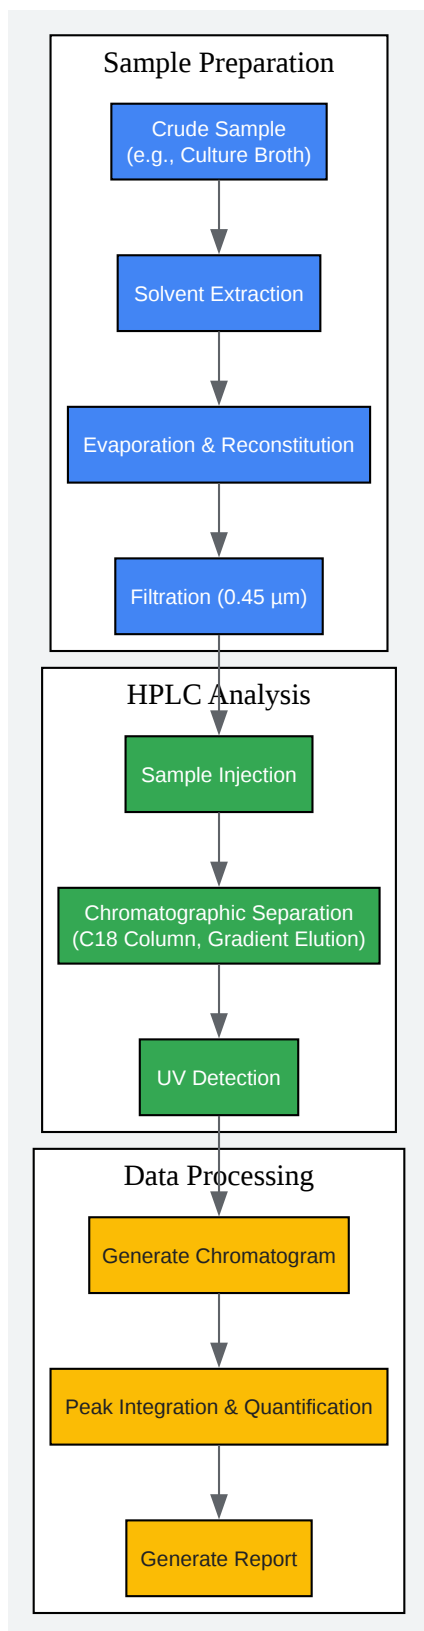 Sample Preparation
Crude Sample
(e.g., Culture Broth)
Solvent Extraction
Evaporation & Reconstitution
Filtration (0.45 µm)
HPLC Analysis
Sample Injection
Chromatographic Separation
(C18 Column, Gradient Elution)
UV Detection
Data Processing
Generate Chromatogram
Peak Integration & Quantification
Generate Report